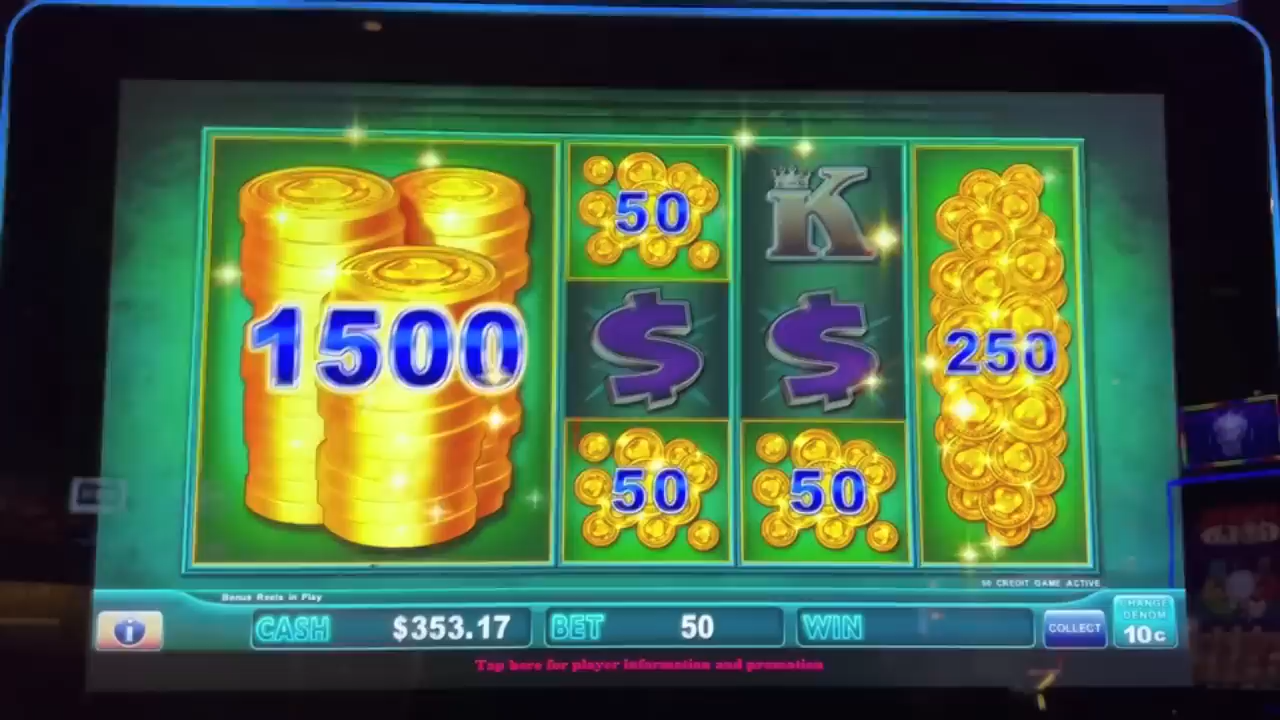 50
K
1500
$
$
250
50
50
50 CREDIT GAME ACTIVE
Bonus Reels in Play
CASH $353.17 BET 50 WIN
COLLECT
CHANGE DENOM
10¢
Tap here for player information and promotion